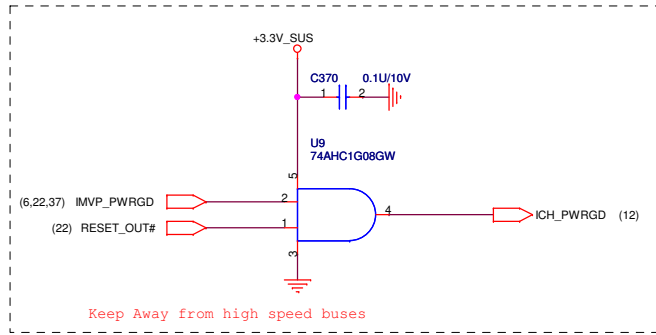 +3.3V_SUS
C370 0.1U/10V
1 2
U9
74AHC1G08GW
5
(6,22,37) IMVP_PWRGD 2
4 ICH_PWRGD (12)
(22) RESET_OUT# 1
3
Keep Away from high speed buses